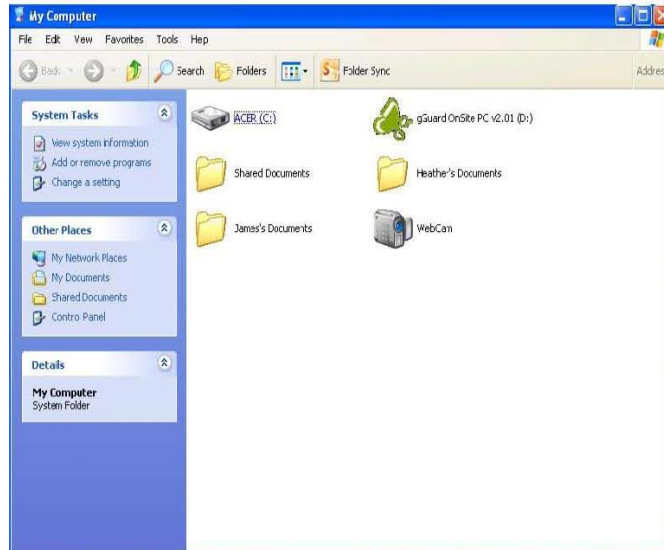 My Computer
File Edit View Favorites Tools Help
Back Search Folders Folder Sync Addres
System Tasks
View system information
Add or remove programs
Change a setting
Other Places
My Network Places
My Documents
Shared Documents
Contro Panel
Details
My Computer
System Folder
ACER (C:)
gGuard OnSite PC v2.01 (D:)
Shared Documents
Heather's Documents
James's Documents
WebCam